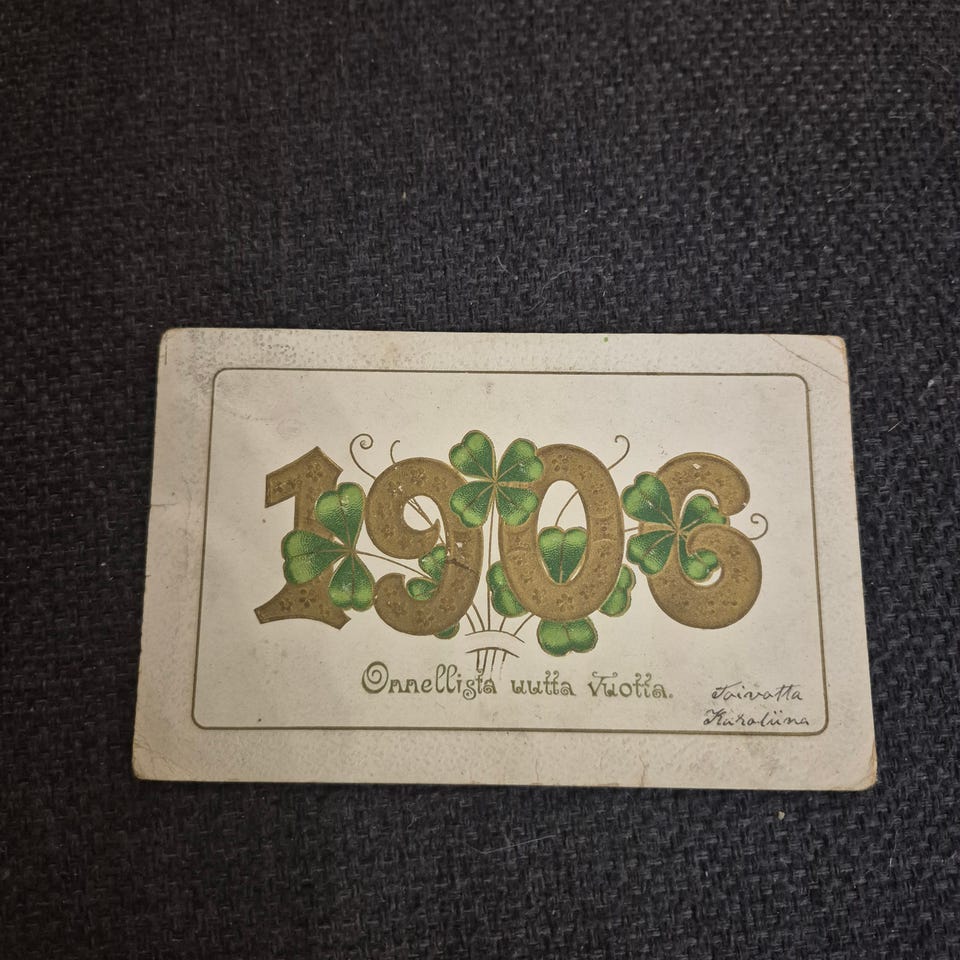 1906
Onnellista uutta vuotta.
Toivotta
Karoliina